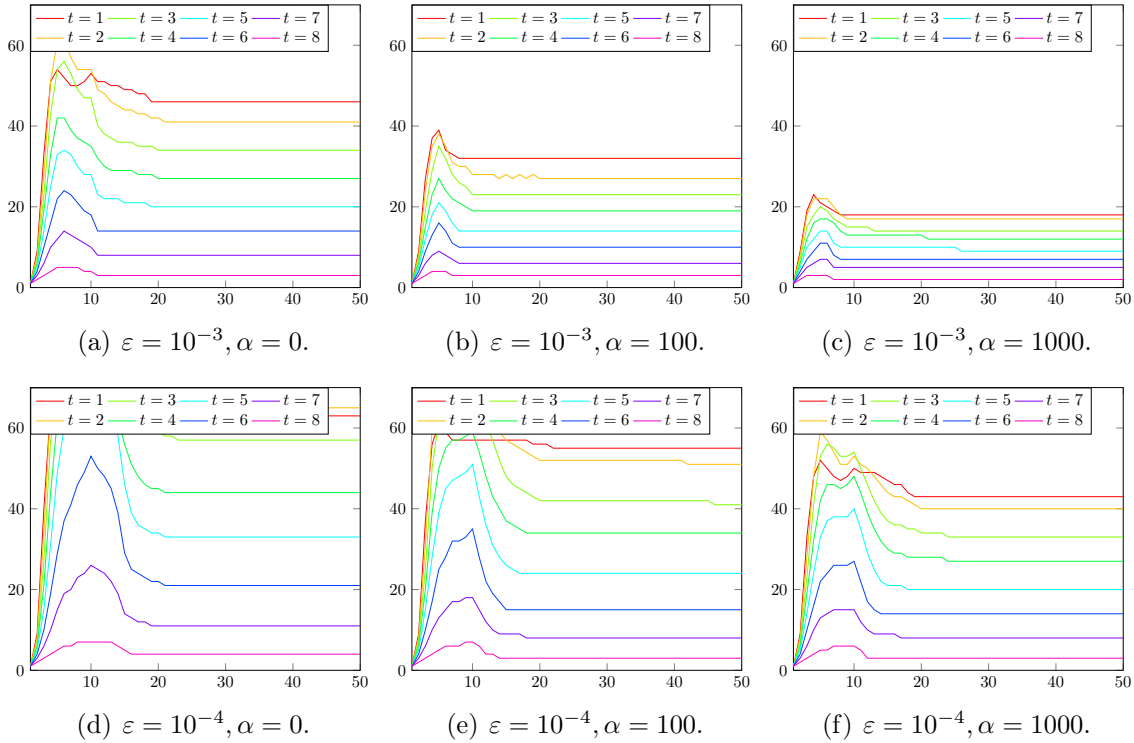 t = 1 t = 3 t = 5 t = 7
t = 2 t = 4 t = 6 t = 8
60
40
20
0
10 20 30 40 50
(a) ε = 10⁻³, α = 0.
t = 1 t = 3 t = 5 t = 7
t = 2 t = 4 t = 6 t = 8
60
40
20
0
10 20 30 40 50
(b) ε = 10⁻³, α = 100.
t = 1 t = 3 t = 5 t = 7
t = 2 t = 4 t = 6 t = 8
60
40
20
0
10 20 30 40 50
(c) ε = 10⁻³, α = 1000.
t = 1 t = 3 t = 5 t = 7
t = 2 t = 4 t = 6 t = 8
60
40
20
0
10 20 30 40 50
(d) ε = 10⁻⁴, α = 0.
t = 1 t = 3 t = 5 t = 7
t = 2 t = 4 t = 6 t = 8
60
40
20
0
10 20 30 40 50
(e) ε = 10⁻⁴, α = 100.
t = 1 t = 3 t = 5 t = 7
t = 2 t = 4 t = 6 t = 8
60
40
20
0
10 20 30 40 50
(f) ε = 10⁻⁴, α = 1000.